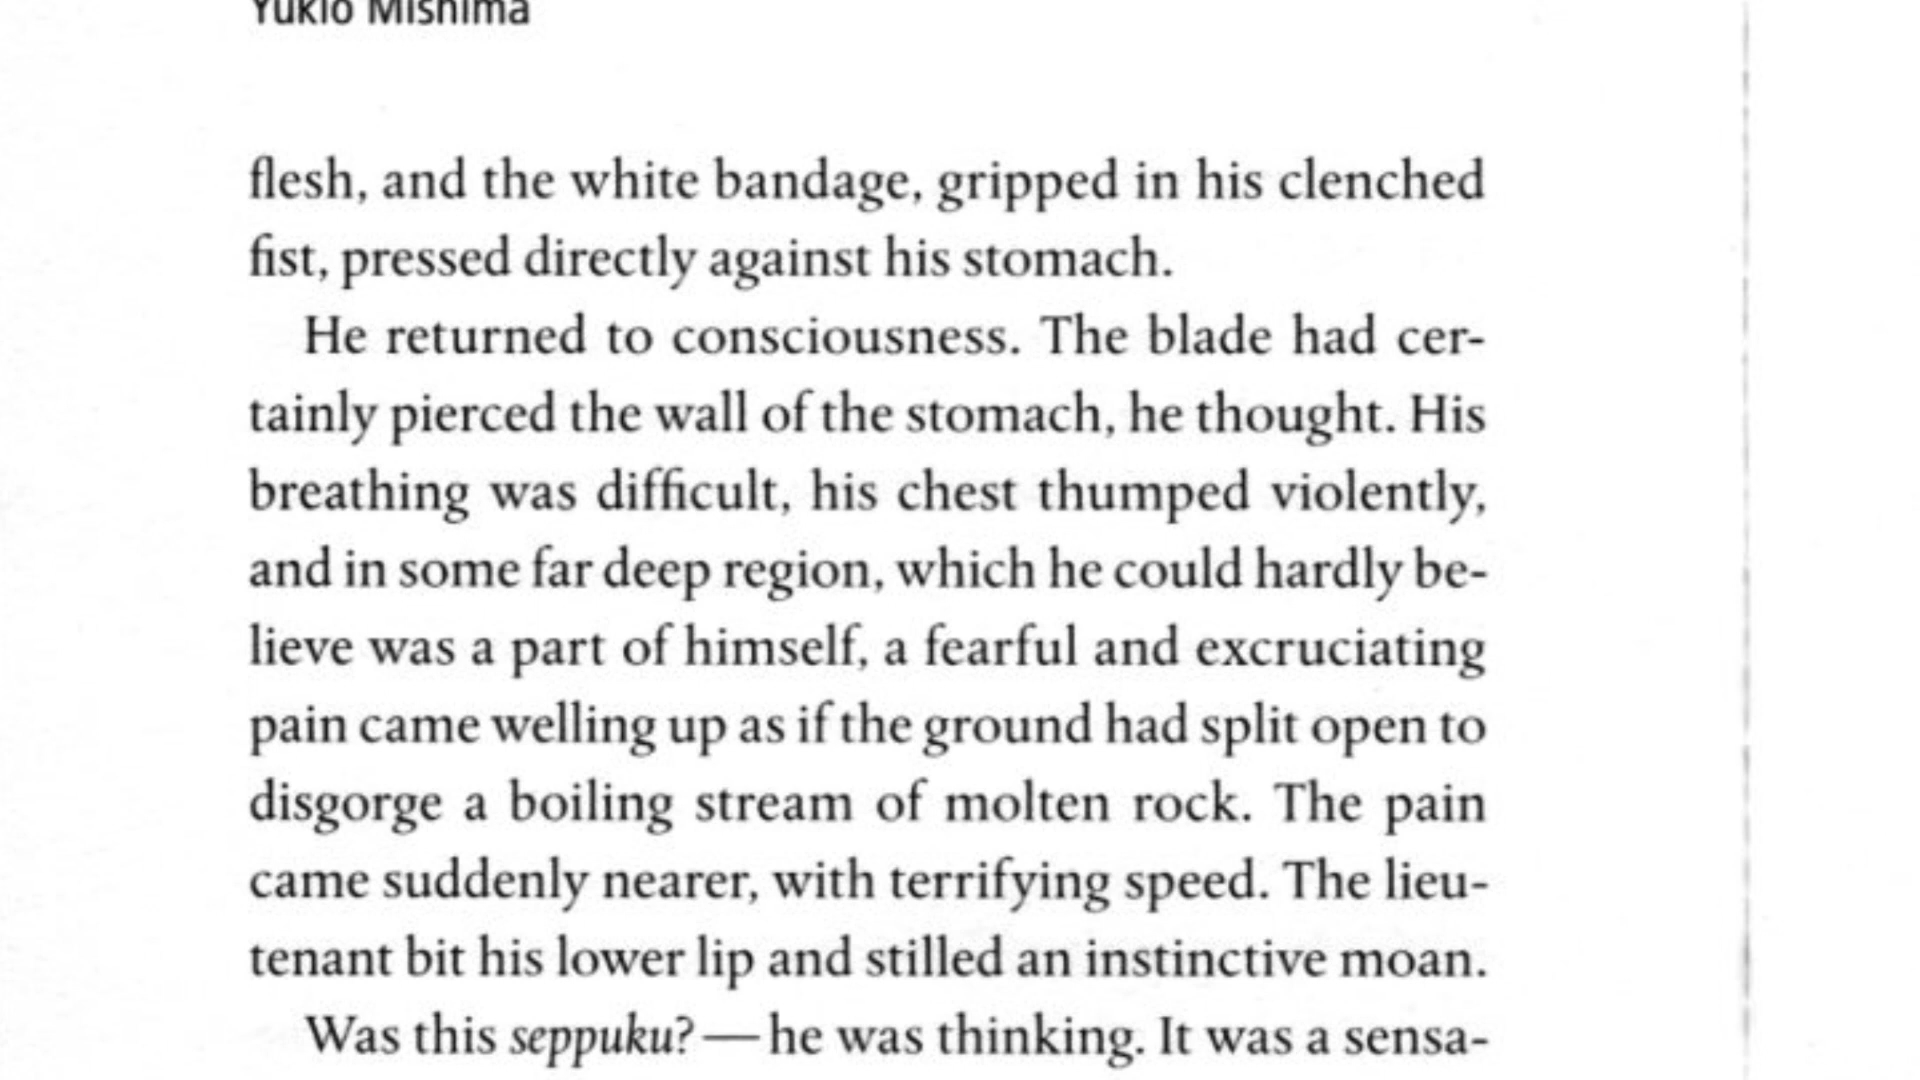 Yukio Mishima
flesh, and the white bandage, gripped in his clenched
fist, pressed directly against his stomach.
He returned to consciousness. The blade had cer-
tainly pierced the wall of the stomach, he thought. His
breathing was difficult, his chest thumped violently,
and in some far deep region, which he could hardly be-
lieve was a part of himself, a fearful and excruciating
pain came welling up as if the ground had split open to
disgorge a boiling stream of molten rock. The pain
came suddenly nearer, with terrifying speed. The lieu-
tenant bit his lower lip and stilled an instinctive moan.
Was this seppuku?—he was thinking. It was a sensa-